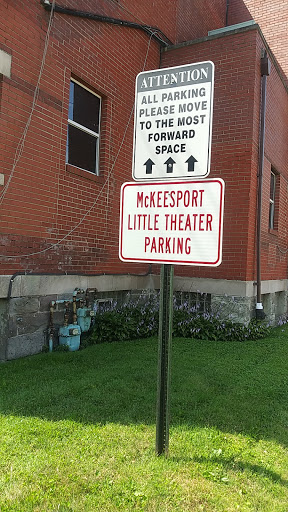 ATTENTION
ALL PARKING
PLEASE MOVE
TO THE MOST
FORWARD
SPACE
McKEESPORT
LITTLE THEATER
PARKING